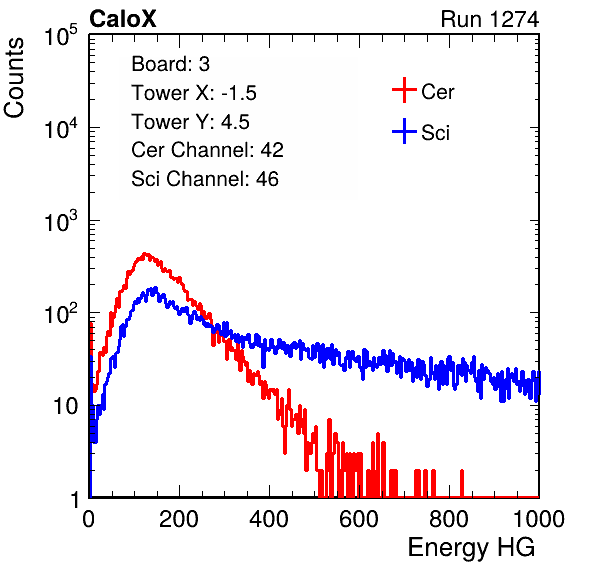 CaloX Run 1274
Counts
Board: 3
Tower X: -1.5
Tower Y: 4.5
Cer Channel: 42
Sci Channel: 46
Cer
Sci
10^5
10^4
10^3
10^2
10
1
0 200 400 600 800 1000
Energy HG